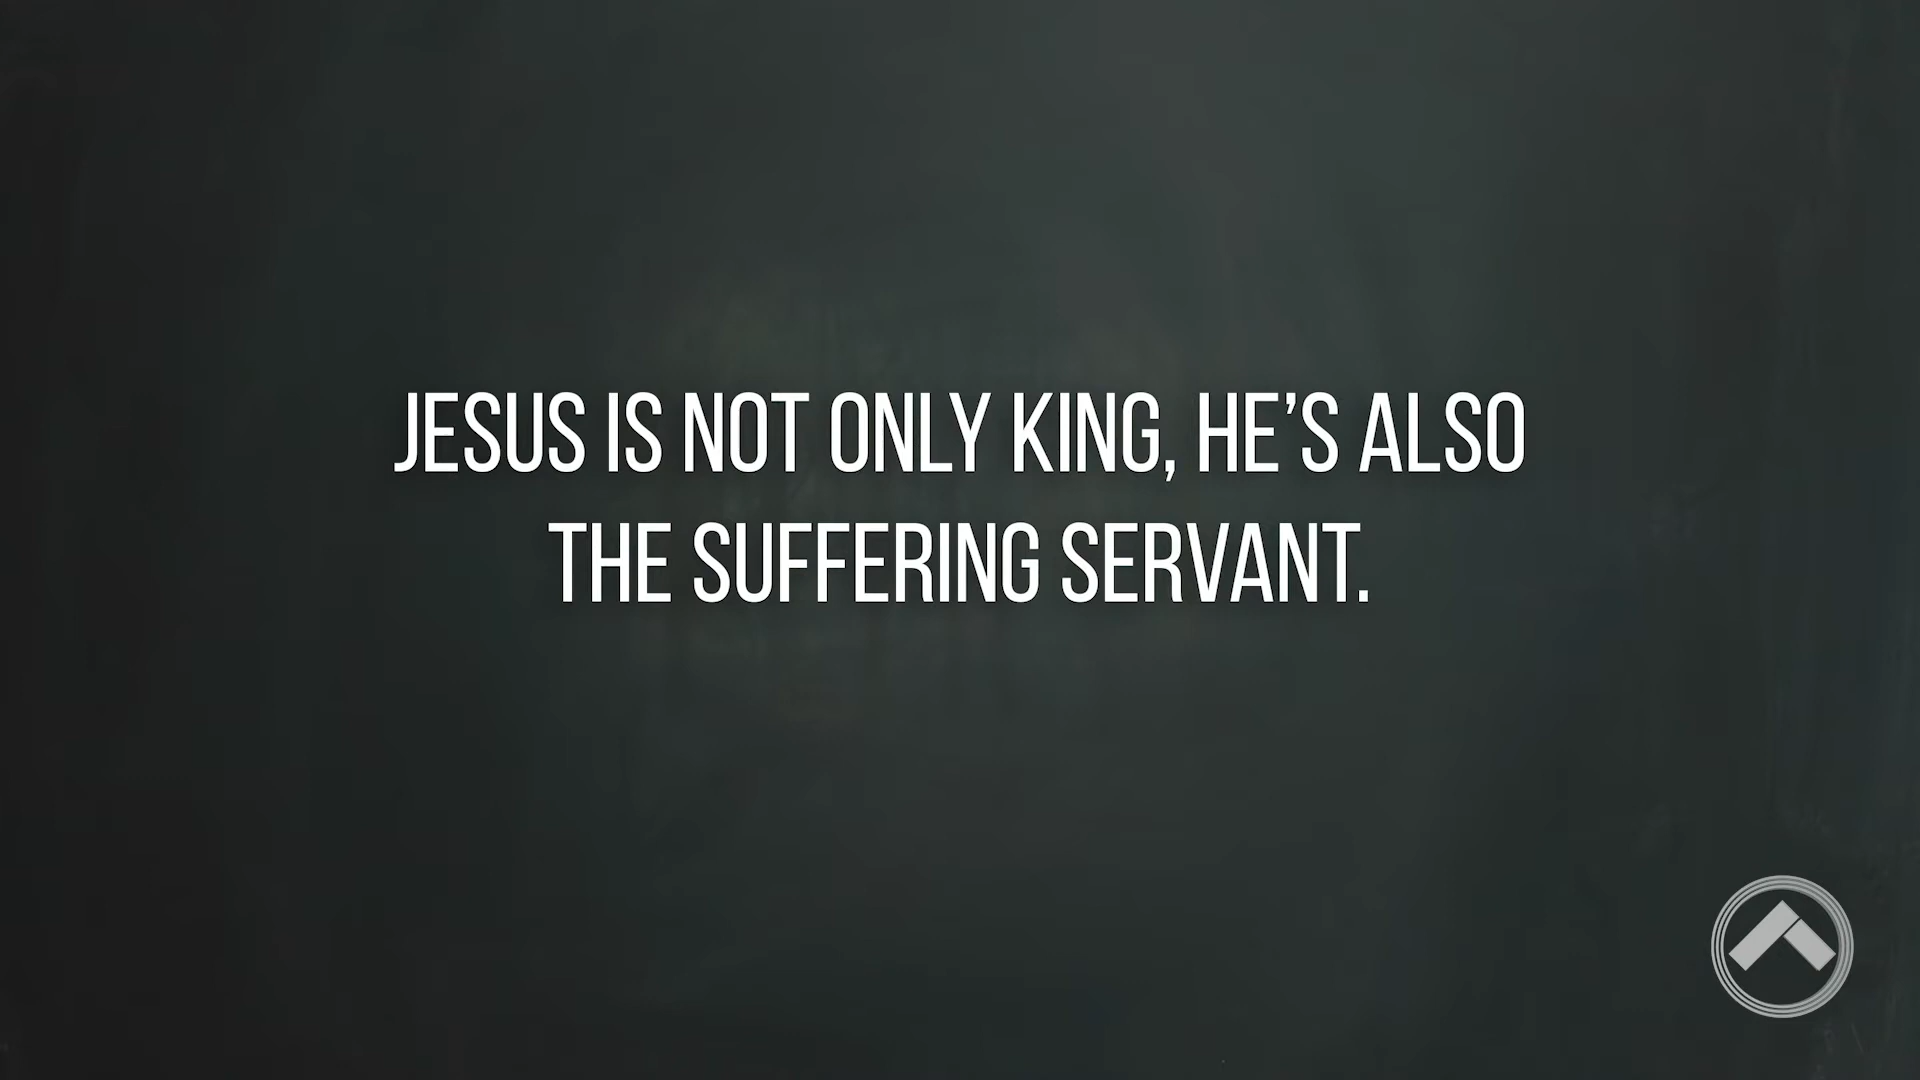 JESUS IS NOT ONLY KING, HE’S ALSO
THE SUFFERING SERVANT.